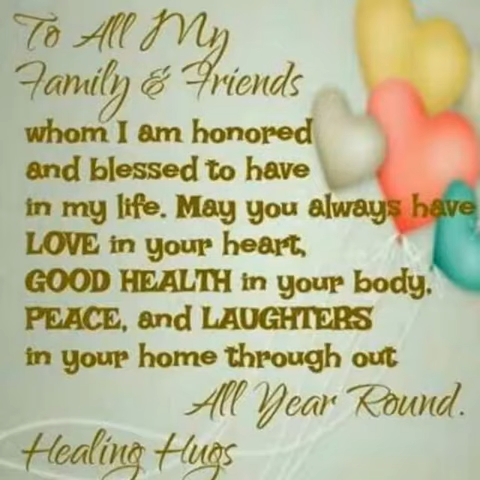 To All My
Family & Friends
whom I am honored
and blessed to have
in my life. May you always have
LOVE in your heart,
GOOD HEALTH in your body,
PEACE, and LAUGHTERS
in your home through out
All Year Round.
Healing Hugs